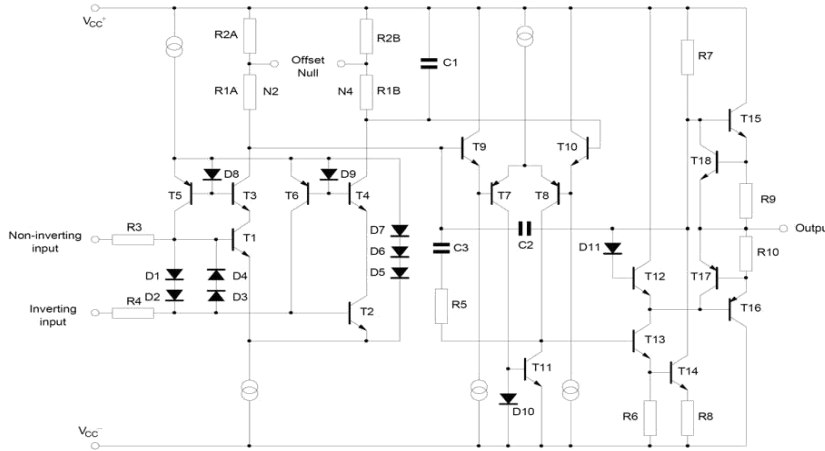 VCC+
R2A
R2B
Offset
Null
C1
R7
R1A
N2
N4
R1B
T15
T9
T10
T18
D8
D9
T5
T3
T6
T4
T7
T8
R9
R3
Non-inverting
input
T1
D7
D6
D5
C2
C3
D11
Output
R10
D1
D4
D2
D3
T12
T17
Inverting
input
R4
T2
R5
T16
T13
T11
T14
D10
R6
R8
VCC−